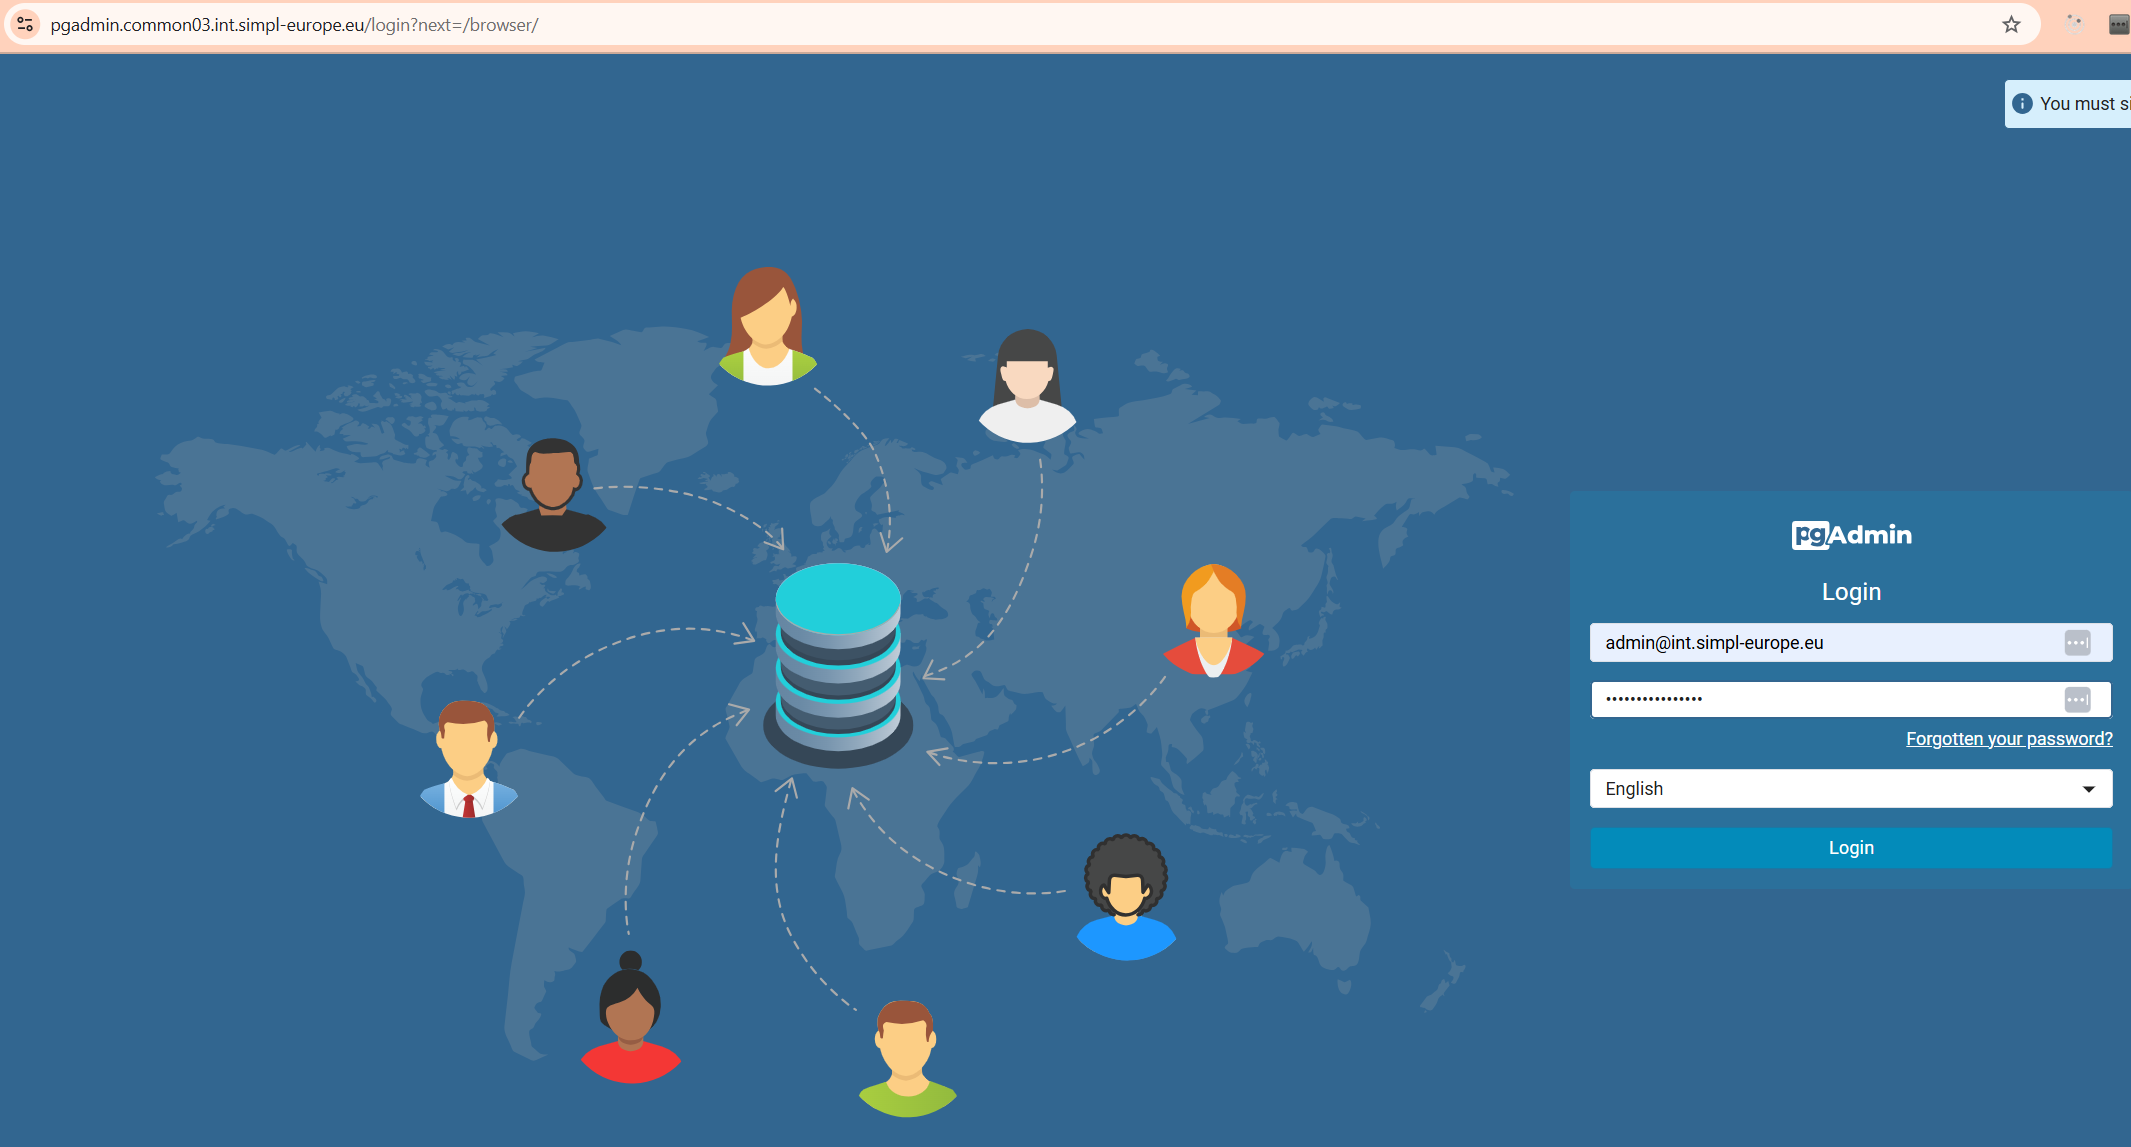 pgadmin.common03.int.simpl-europe.eu/login?next=/browser/
You must
pgAdmin
Login
admin@int.simpl-europe.eu
••••••••••••••••
Forgotten your password?
English
Login